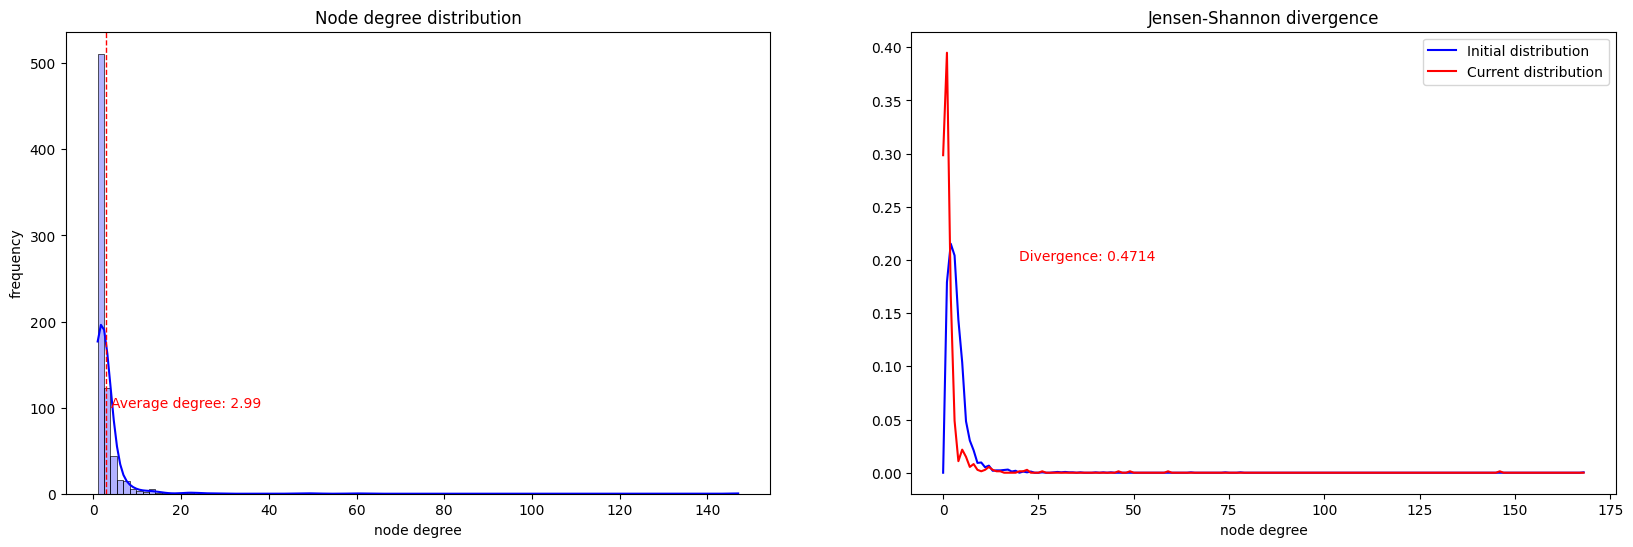 Node degree distribution
500
400
300
200
100
0
frequency
Average degree: 2.99
0 20 40 60 80 100 120 140
node degree
Jensen-Shannon divergence
0.40
0.35
0.30
0.25
0.20
0.15
0.10
0.05
0.00
Initial distribution
Current distribution
Divergence: 0.4714
0 25 50 75 100 125 150 175
node degree